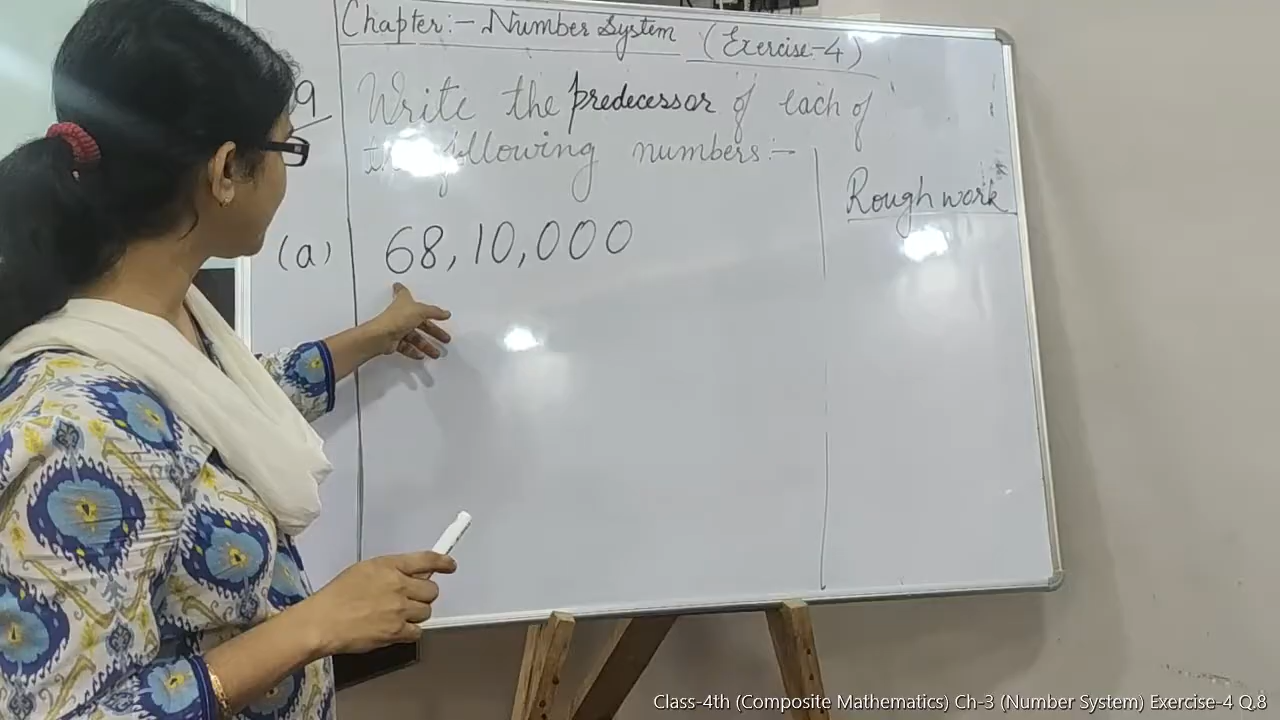 Chapter:- Number System (Exercise-4)
9 Write the predecessor of each of
the following numbers:-
Rough work
(a) 68,10,000
Class-4th (Composite Mathematics) Ch-3 (Number System) Exercise-4 Q.8